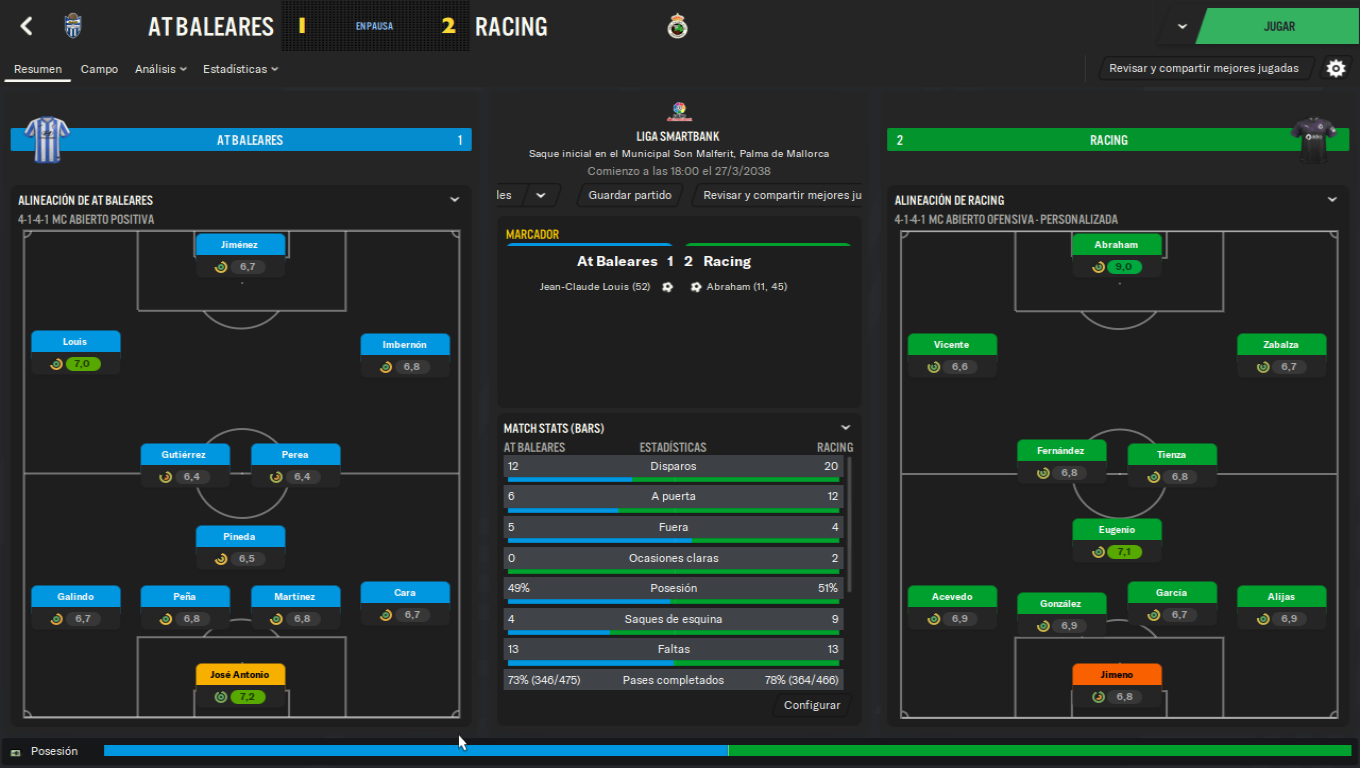 AT BALEARES 1 EN PAUSA 2 RACING
JUGAR
Resumen Campo Análisis Estadísticas
Revisar y compartir mejores jugadas
AT BALEARES 1
ALINEACIÓN DE AT BALEARES
4-1-4-1 MC ABIERTO POSITIVA
Jiménez
6,7
Louis
7,0
Imbernón
6,8
Gutiérrez
6,4
Perea
6,4
Pineda
6,5
Galindo
6,7
Peña
6,8
Martínez
6,8
Cara
6,7
José Antonio
7,2
LIGA SMARTBANK
Saque inicial en el Municipal Son Malferit, Palma de Mallorca
Comienzo a las 18:00 el 27/3/2038
les
Guardar partido
Revisar y compartir mejores ju
MARCADOR
At Baleares 1 2 Racing
Jean-Claude Louis (52) Abraham (11, 45)
MATCH STATS (BARS)
AT BALEARES ESTADÍSTICAS RACING
12 Disparos 20
6 A puerta 12
5 Fuera 4
0 Ocasiones claras 2
49% Posesión 51%
4 Saques de esquina 9
13 Faltas 13
73% (346/475) Pases completados 78% (364/466)
Configurar
2 RACING
ALINEACIÓN DE RACING
4-1-4-1 MC ABIERTO OFENSIVA - PERSONALIZADA
Abraham
9,0
Vicente
6,6
Zabalza
6,7
Fernández
6,8
Tienza
6,8
Eugenio
7,1
Acevedo
6,9
González
6,9
García
6,7
Alijas
6,9
Jimeno
6,8
Posesión